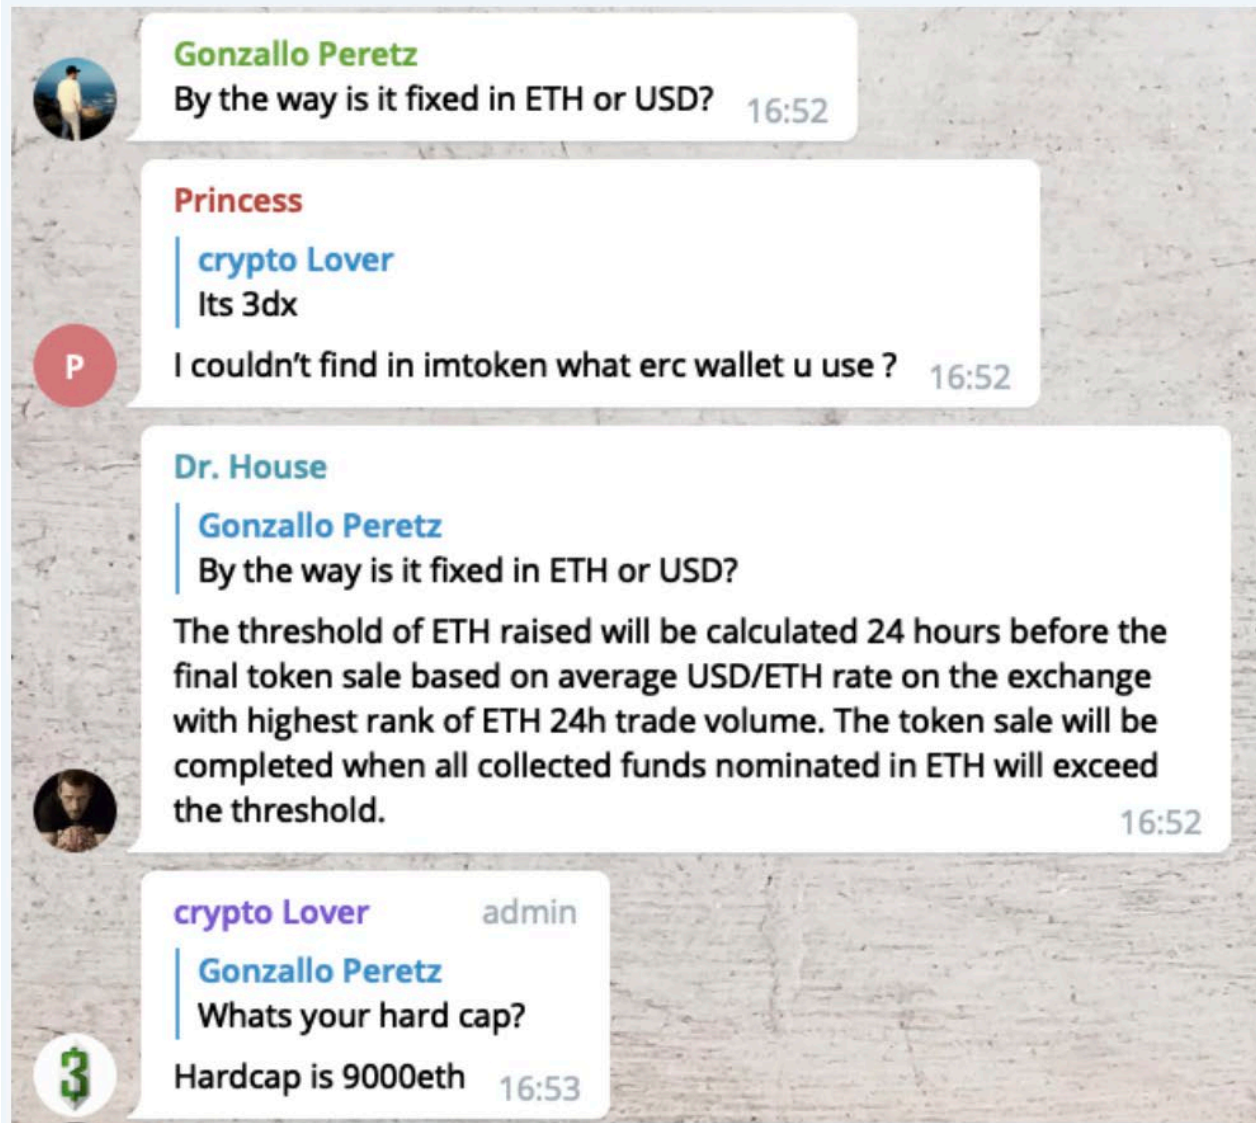 Gonzallo Peretz
By the way is it fixed in ETH or USD? 16:52
Princess
crypto Lover
Its 3dx
P
I couldn't find in imtoken what erc wallet u use ? 16:52
Dr. House
Gonzallo Peretz
By the way is it fixed in ETH or USD?
The threshold of ETH raised will be calculated 24 hours before the
final token sale based on average USD/ETH rate on the exchange
with highest rank of ETH 24h trade volume. The token sale will be
completed when all collected funds nominated in ETH will exceed
the threshold. 16:52
crypto Lover admin
Gonzallo Peretz
Whats your hard cap?
3
Hardcap is 9000eth 16:53